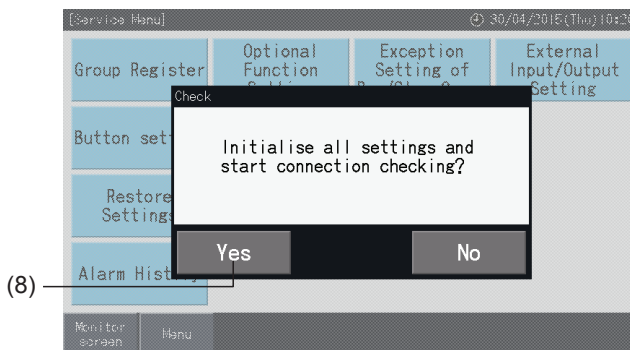 [Service Menu] 30/04/2015(Thu)10:20
Group Register
Optional
Function
Exception
Setting of
External
Input/Output
Setting
Check
Initialise all settings and
start connection checking?
Button set
Restore
Settings
Yes
No
Alarm Hist
(8)
Monitor
screen
Menu